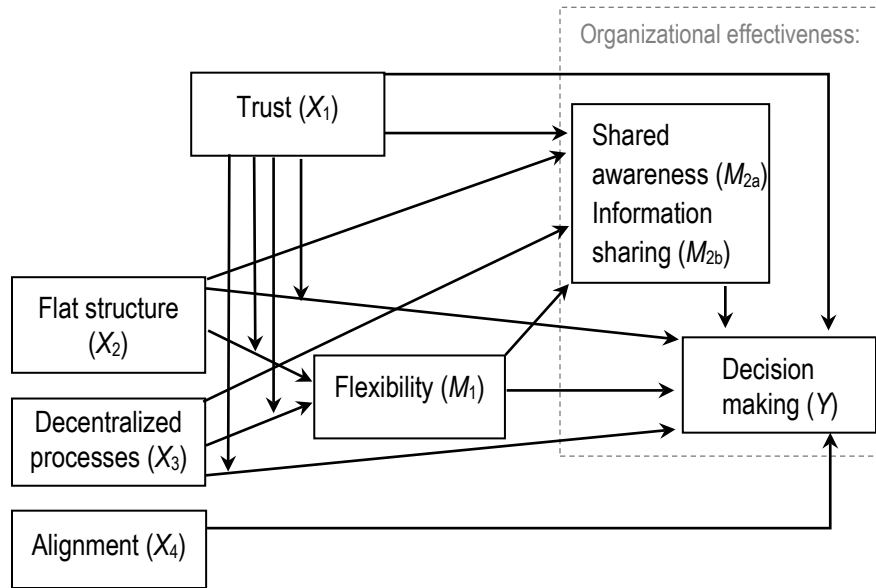 Organizational effectiveness:
Trust (X1)
Shared
awareness (M2a)
Information
sharing (M2b)
Flat structure
(X2)
Flexibility (M1)
Decision
making (Y)
Decentralized
processes (X3)
Alignment (X4)